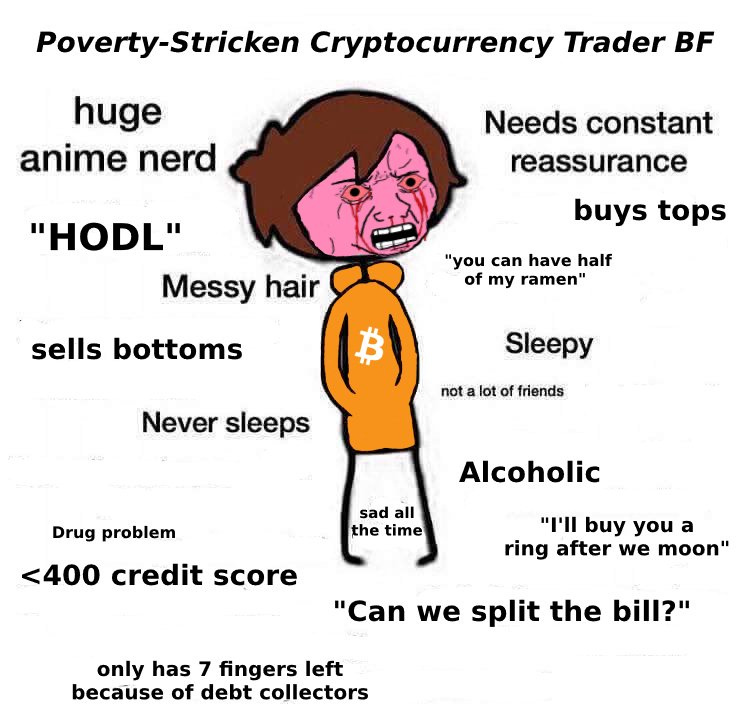 Poverty-Stricken Cryptocurrency Trader BF
huge
anime nerd
Needs constant
reassurance
buys tops
"HODL"
"you can have half
of my ramen"
Messy hair
sells bottoms
Sleepy
not a lot of friends
Never sleeps
Alcoholic
sad all
the time
Drug problem
"I'll buy you a
ring after we moon"
<400 credit score
"Can we split the bill?"
only has 7 fingers left
because of debt collectors